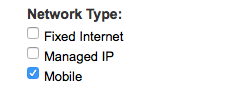 Network Type:
Fixed Internet
Managed IP
Mobile